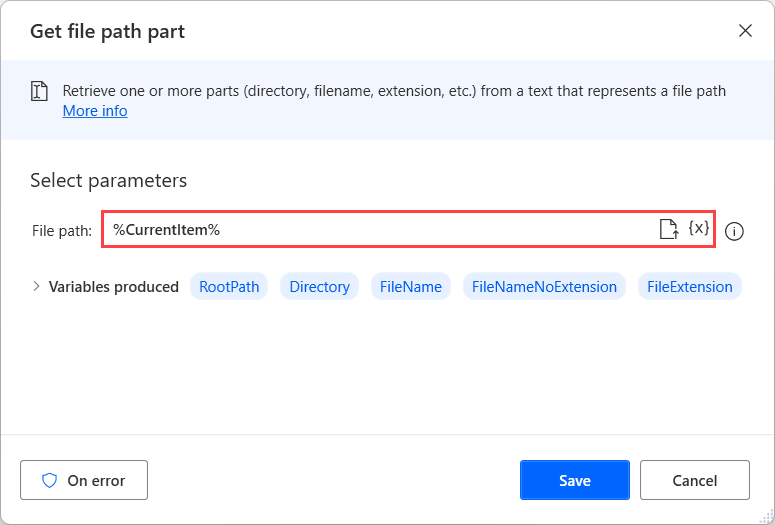 Get file path part
Retrieve one or more parts (directory, filename, extension, etc.) from a text that represents a file path
More info
Select parameters
File path: %CurrentItem% {x}
Variables produced RootPath Directory FileName FileNameNoExtension FileExtension
On error Save Cancel